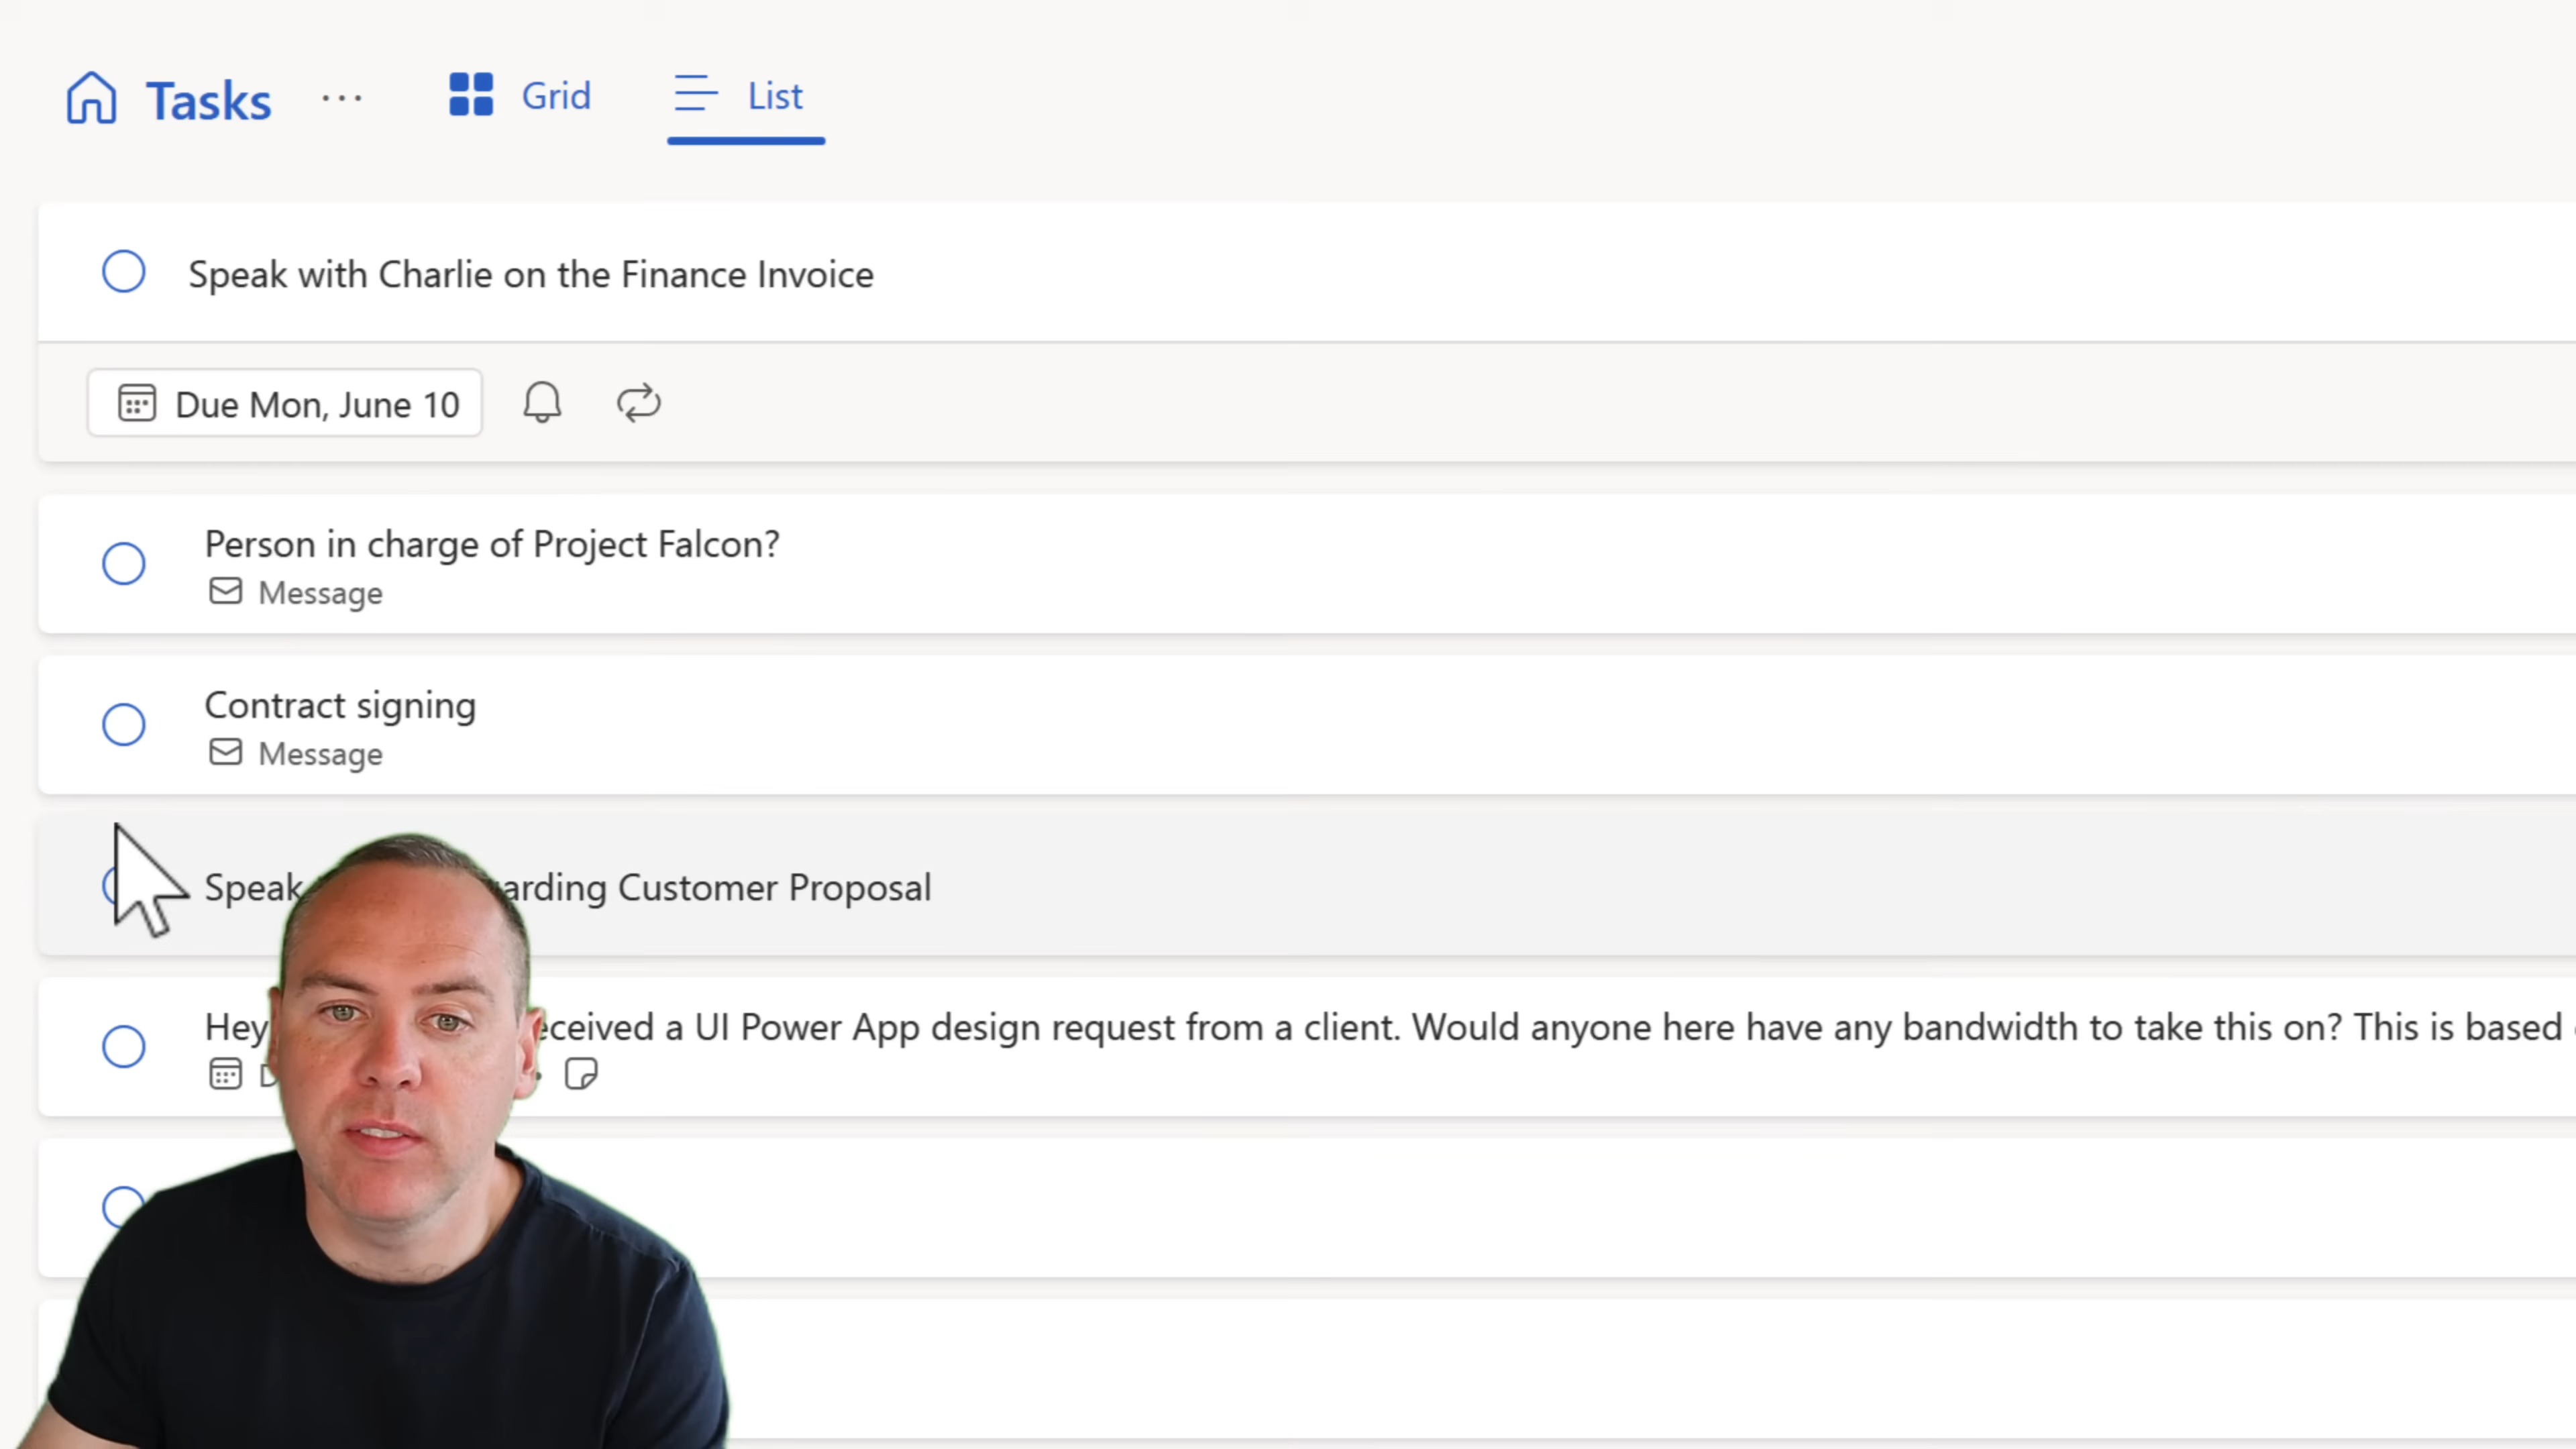 Tasks ... Grid List
Speak with Charlie on the Finance Invoice
Due Mon, June 10
Person in charge of Project Falcon?
Message
Contract signing
Message
Speak Customer Proposal
Hey a UI Power App design request from a client. Would anyone here have any bandwidth to take this on? This is based